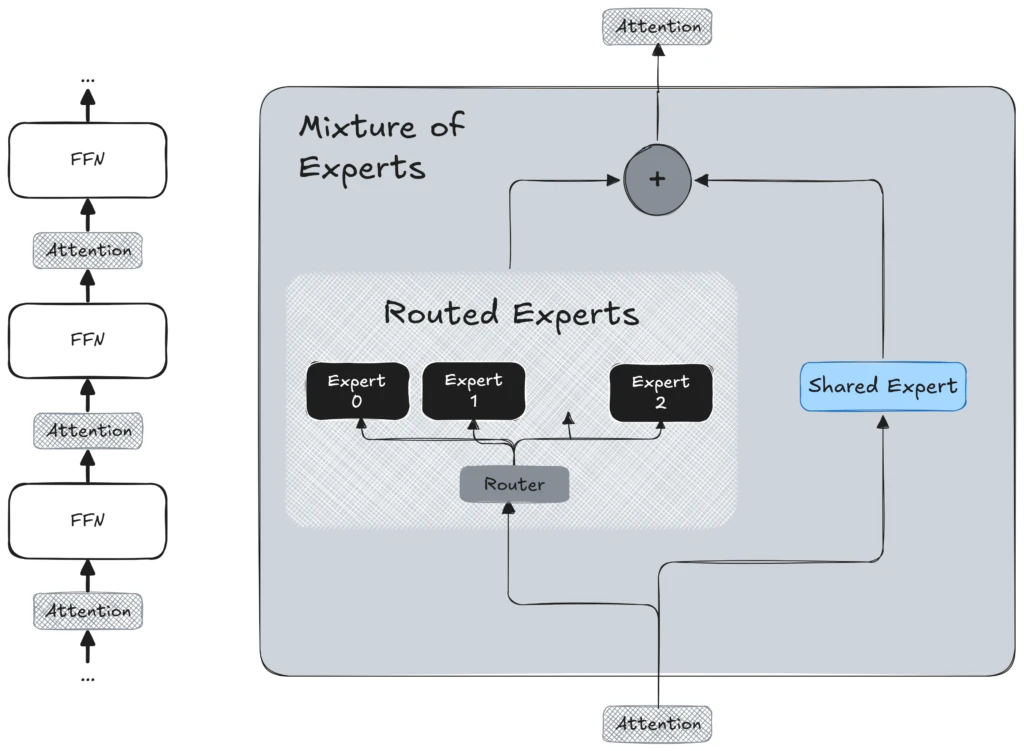 ...
FFN
Attention
FFN
Attention
FFN
Attention
...
Attention
Mixture of
Experts
+
Routed Experts
Expert
0
Expert
1
Expert
2
Router
Shared Expert
Attention